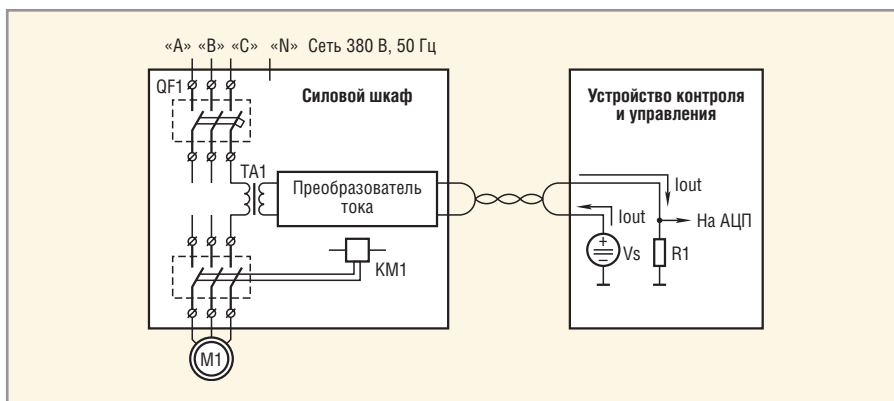 «A» «B» «C» «N» Сеть 380 В, 50 Гц
QF1
Силовой шкаф
Устройство контроля
и управления
TA1
Преобразователь
тока
Iout
Iout
На АЦП
Vs
R1
KM1
M1